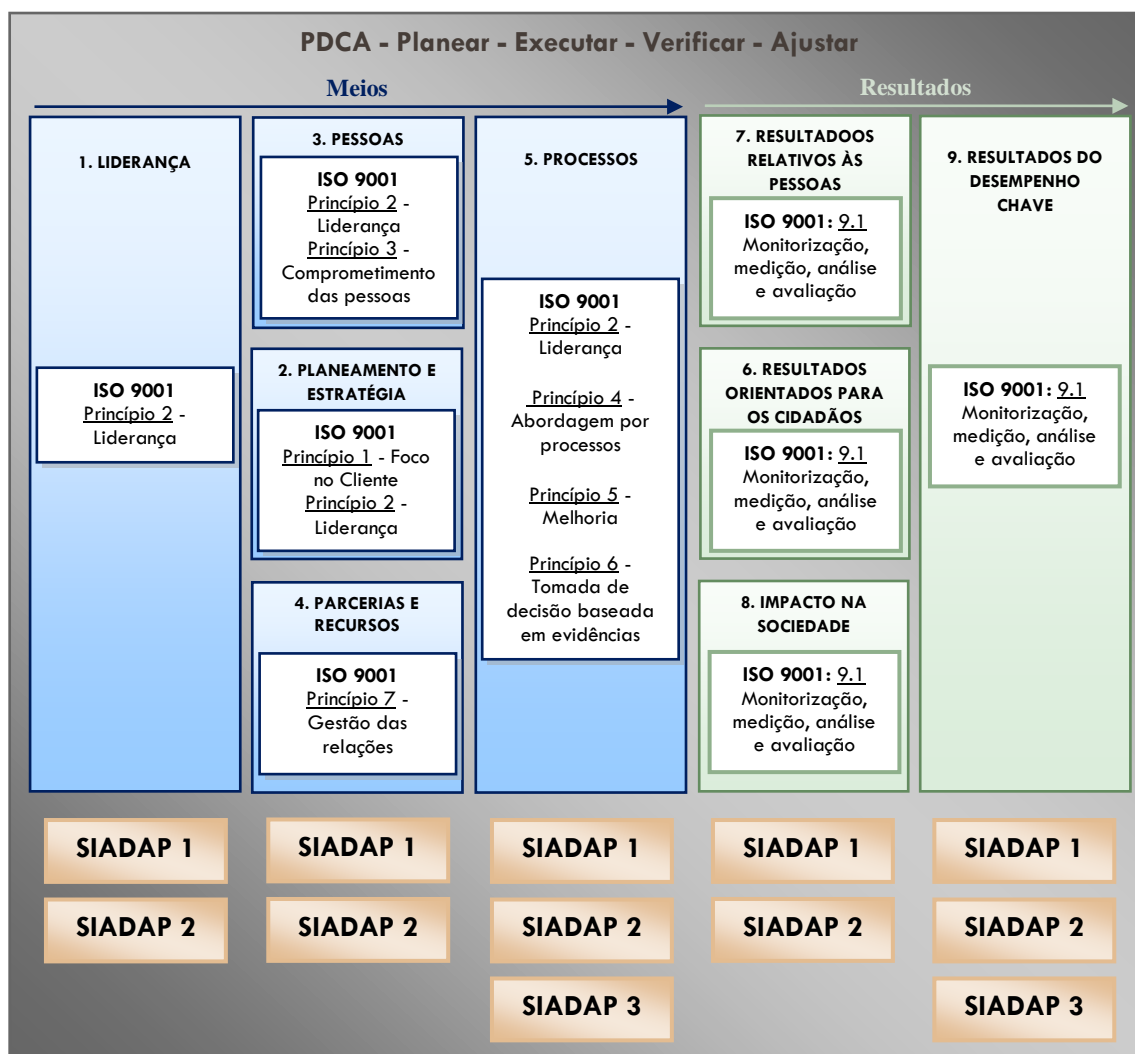 PDCA - Planear - Executar - Verificar - Ajustar
Meios
Resultados
1. LIDERANÇA
ISO 9001
Princípio 2 -
Liderança
3. PESSOAS
ISO 9001
Princípio 2 -
Liderança
Princípio 3 -
Comprometimento
das pessoas
2. PLANEAMENTO E
ESTRATÉGIA
ISO 9001
Princípio 1 - Foco
no Cliente
Princípio 2 -
Liderança
4. PARCERIAS E
RECURSOS
ISO 9001
Princípio 7 -
Gestão das
relações
5. PROCESSOS
ISO 9001
Princípio 2 -
Liderança
Princípio 4 -
Abordagem por
processos
Princípio 5 -
Melhoria
Princípio 6 -
Tomada de
decisão baseada
em evidências
7. RESULTADOOS
RELATIVOS ÀS
PESSOAS
ISO 9001: 9.1
Monitorização,
medição, análise
e avaliação
6. RESULTADOS
ORIENTADOS PARA
OS CIDADÃOS
ISO 9001: 9.1
Monitorização,
medição, análise
e avaliação
8. IMPACTO NA
SOCIEDADE
ISO 9001: 9.1
Monitorização,
medição, análise
e avaliação
9. RESULTADOS DO
DESEMPENHO
CHAVE
ISO 9001: 9.1
Monitorização,
medição, análise
e avaliação
SIADAP 1
SIADAP 1
SIADAP 1
SIADAP 1
SIADAP 1
SIADAP 2
SIADAP 2
SIADAP 2
SIADAP 2
SIADAP 2
SIADAP 3
SIADAP 3